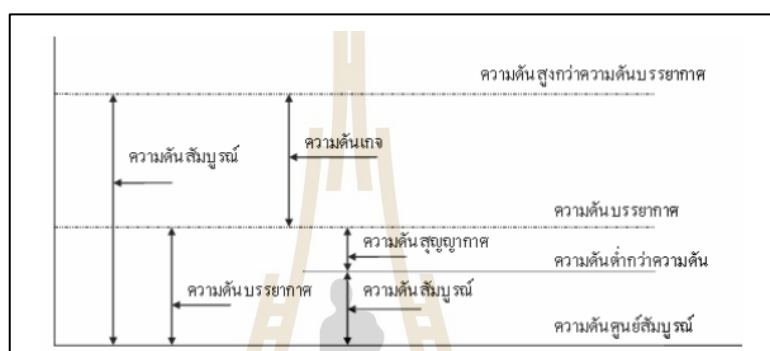 ความดันสูงกว่าความดันบรรยากาศ
ความดันเกจ
ความดันสัมบูรณ์
ความดันบรรยากาศ
ความดันสุญญากาศ
ความดันต่ำกว่าความดัน
ความดันบรรยากาศ
ความดันสัมบูรณ์
ความดันศูนย์สัมบูรณ์